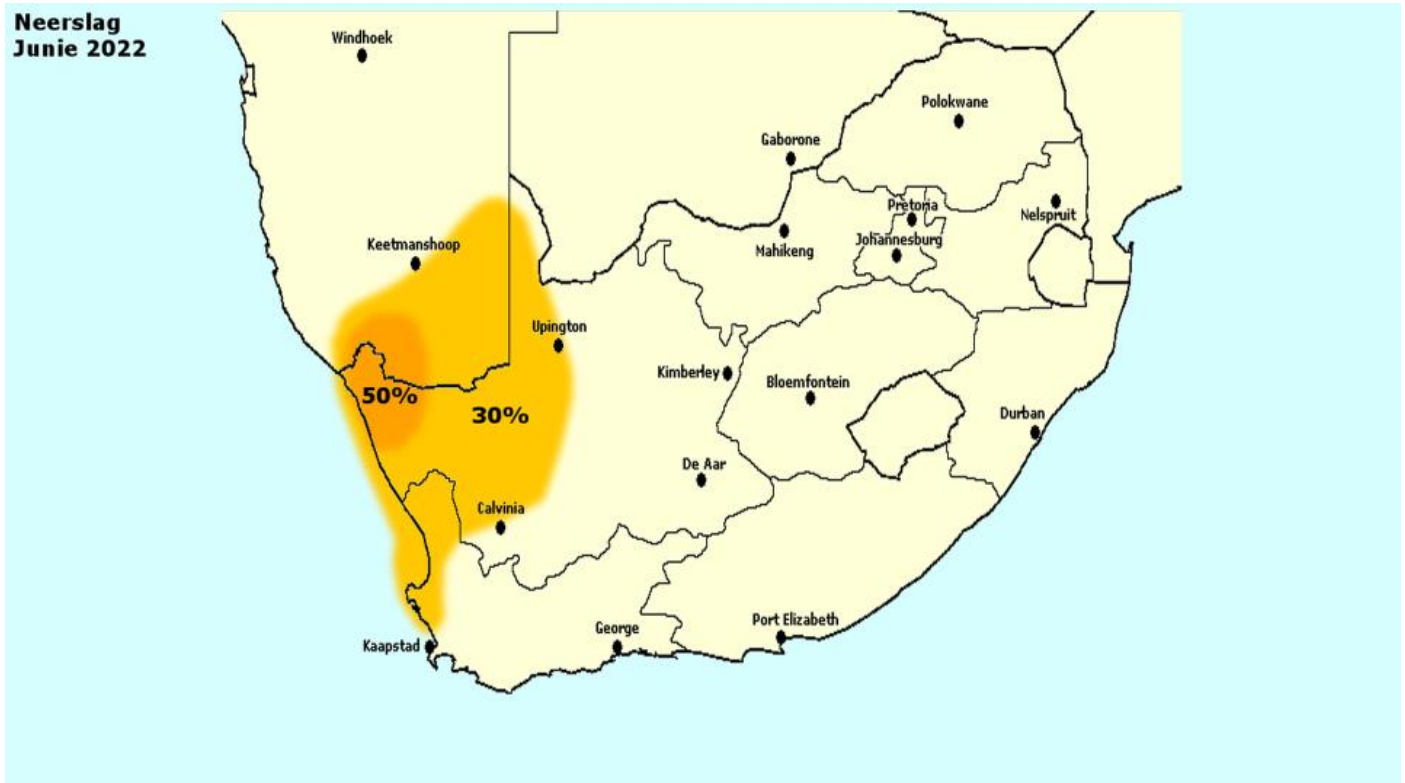 Neerslag
Junie 2022
Windhoek
Polokwane
Gaborone
Nelspruit
Pretoria
Keetmanshoop
Johannesburg
Mahikeng
Upington
Kimberley
Bloemfontein
50%
30%
Durban
De Aar
Calvinia
Port Elizabeth
George
Kaapstad